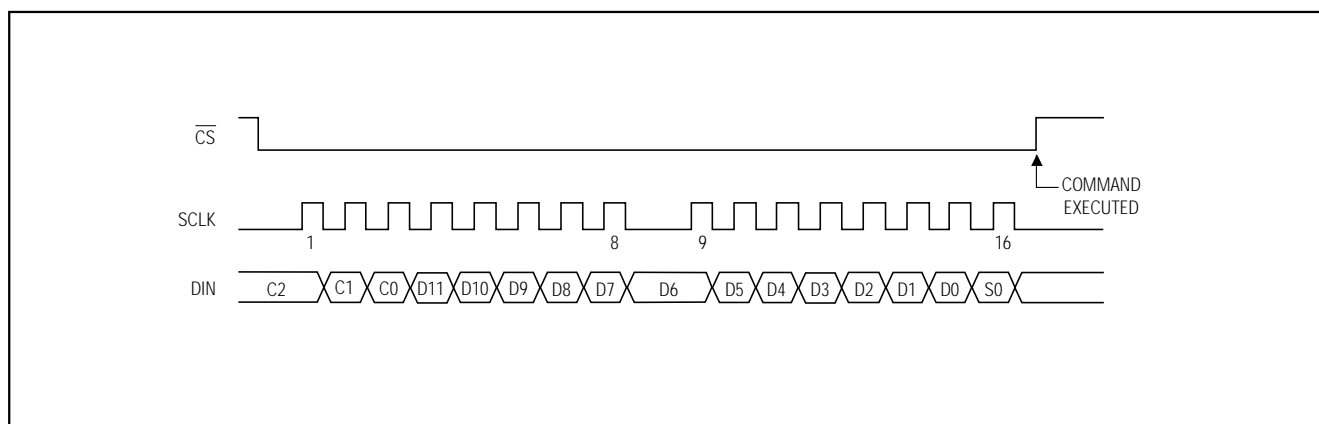 CS
COMMAND
EXECUTED
SCLK
1 8 9 16
DIN C2 C1 C0 D11 D10 D9 D8 D7 D6 D5 D4 D3 D2 D1 D0 S0